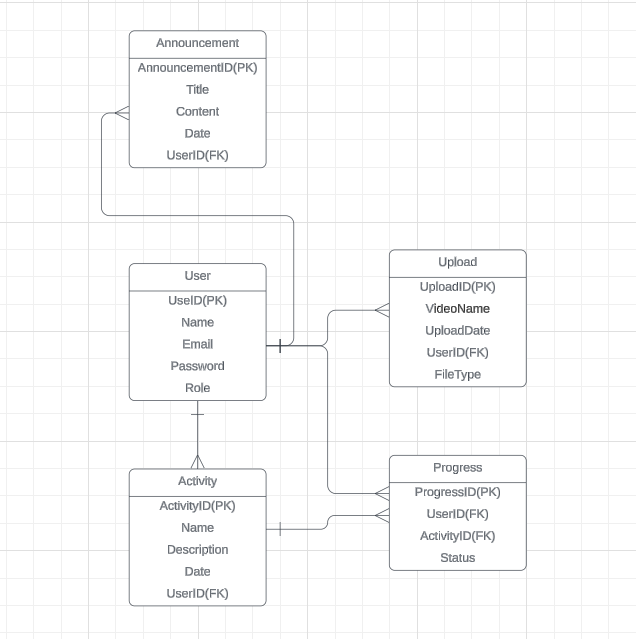 Announcement
AnnouncementID(PK)
Title
Content
Date
UserID(FK)
User
UseID(PK)
Name
Email
Password
Role
Upload
UploadID(PK)
VideoName
UploadDate
UserID(FK)
FileType
Activity
ActivityID(PK)
Name
Description
Date
UserID(FK)
Progress
ProgressID(PK)
UserID(FK)
ActivityID(FK)
Status